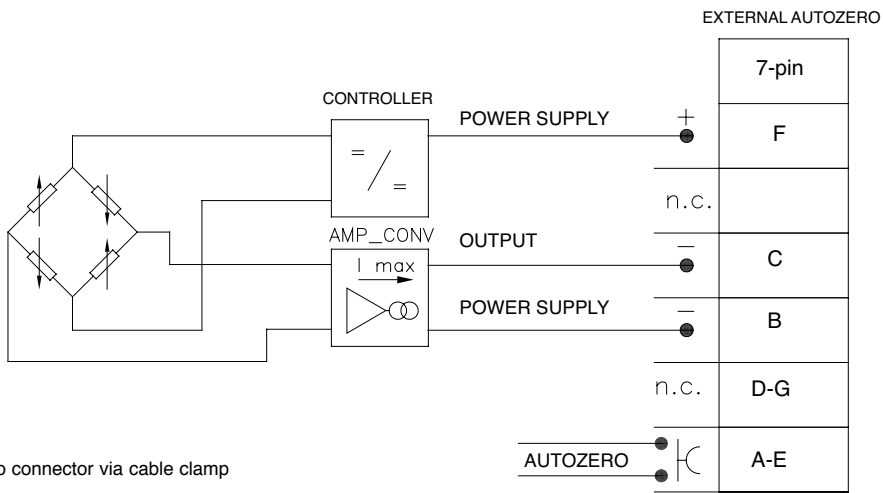 EXTERNAL AUTOZERO
7-pin
CONTROLLER
POWER SUPPLY + F
= / =
n.c.
AMP_CONV
OUTPUT – C
I max
POWER SUPPLY – B
n.c. D-G
AUTOZERO A-E
connector via cable clamp